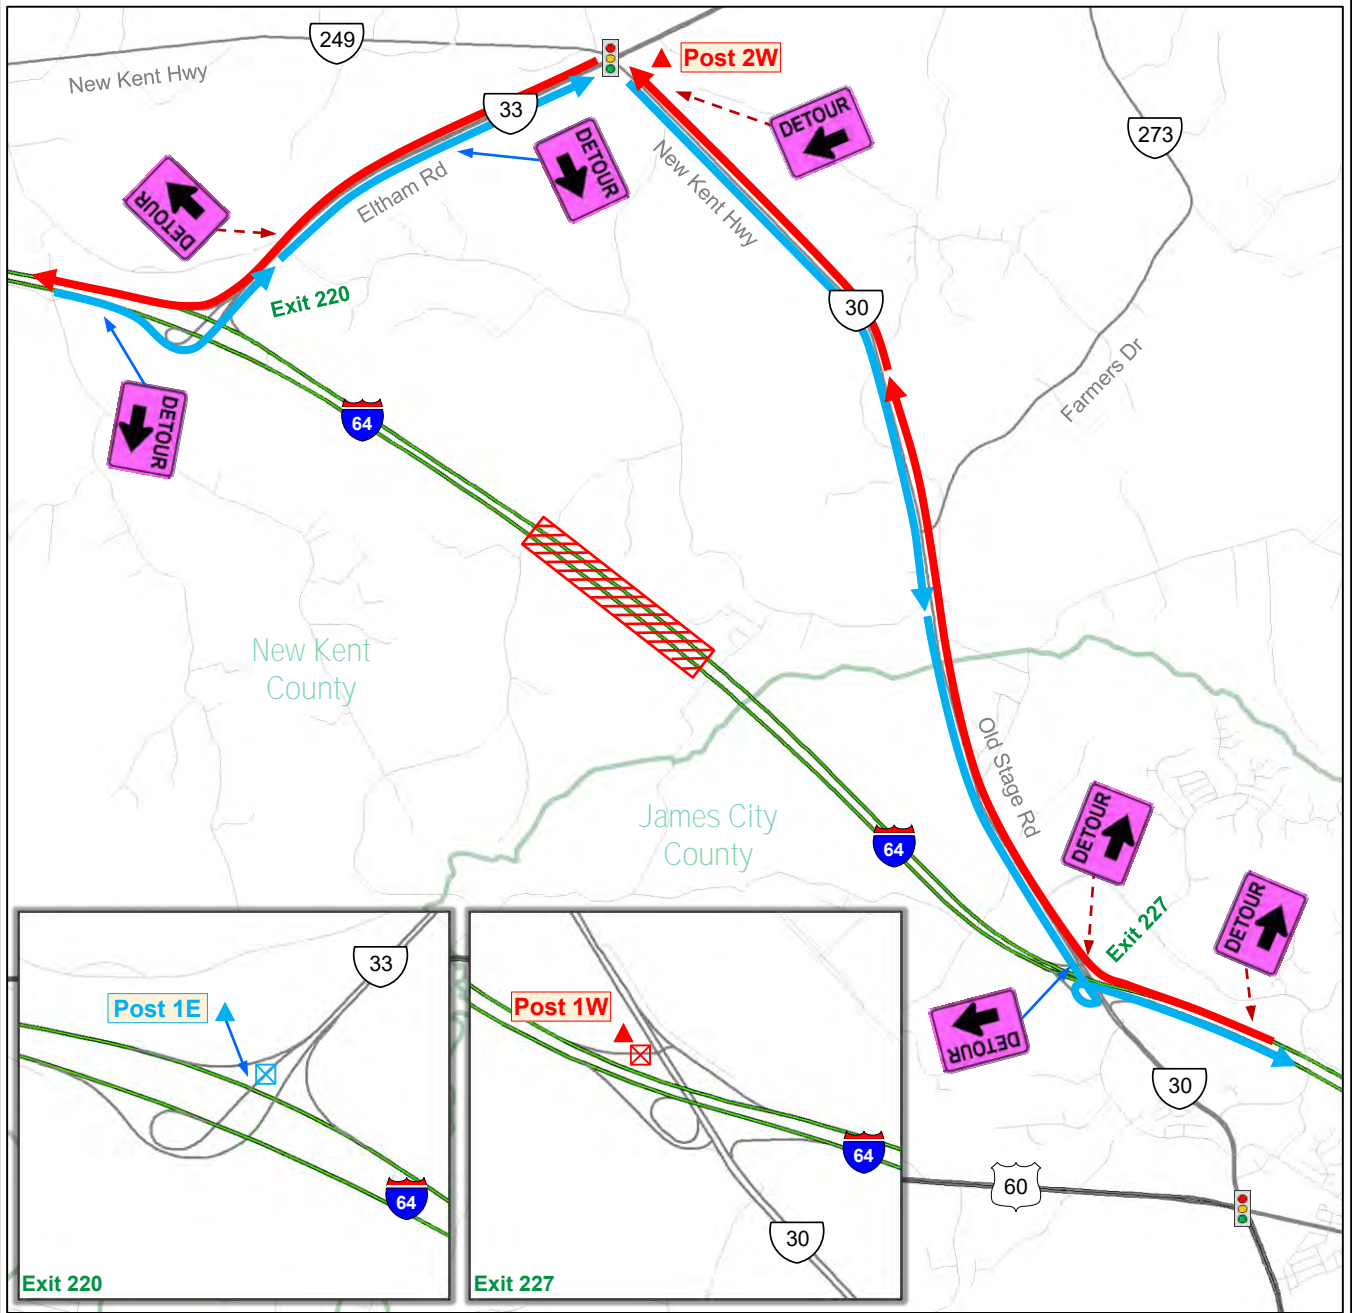 249
New Kent Hwy
Post 2W
33
DETOUR
DETOUR
273
DETOUR
Eltham Rd
New Kent Hwy
Exit 220
30
Farmers Dr
DETOUR
64
New Kent
County
Old Stage Rd
James City
County
DETOUR
64
DETOUR
Exit 227
DETOUR
33
Post 1E
64
Exit 220
Post 1W
64
30
Exit 227
30
60